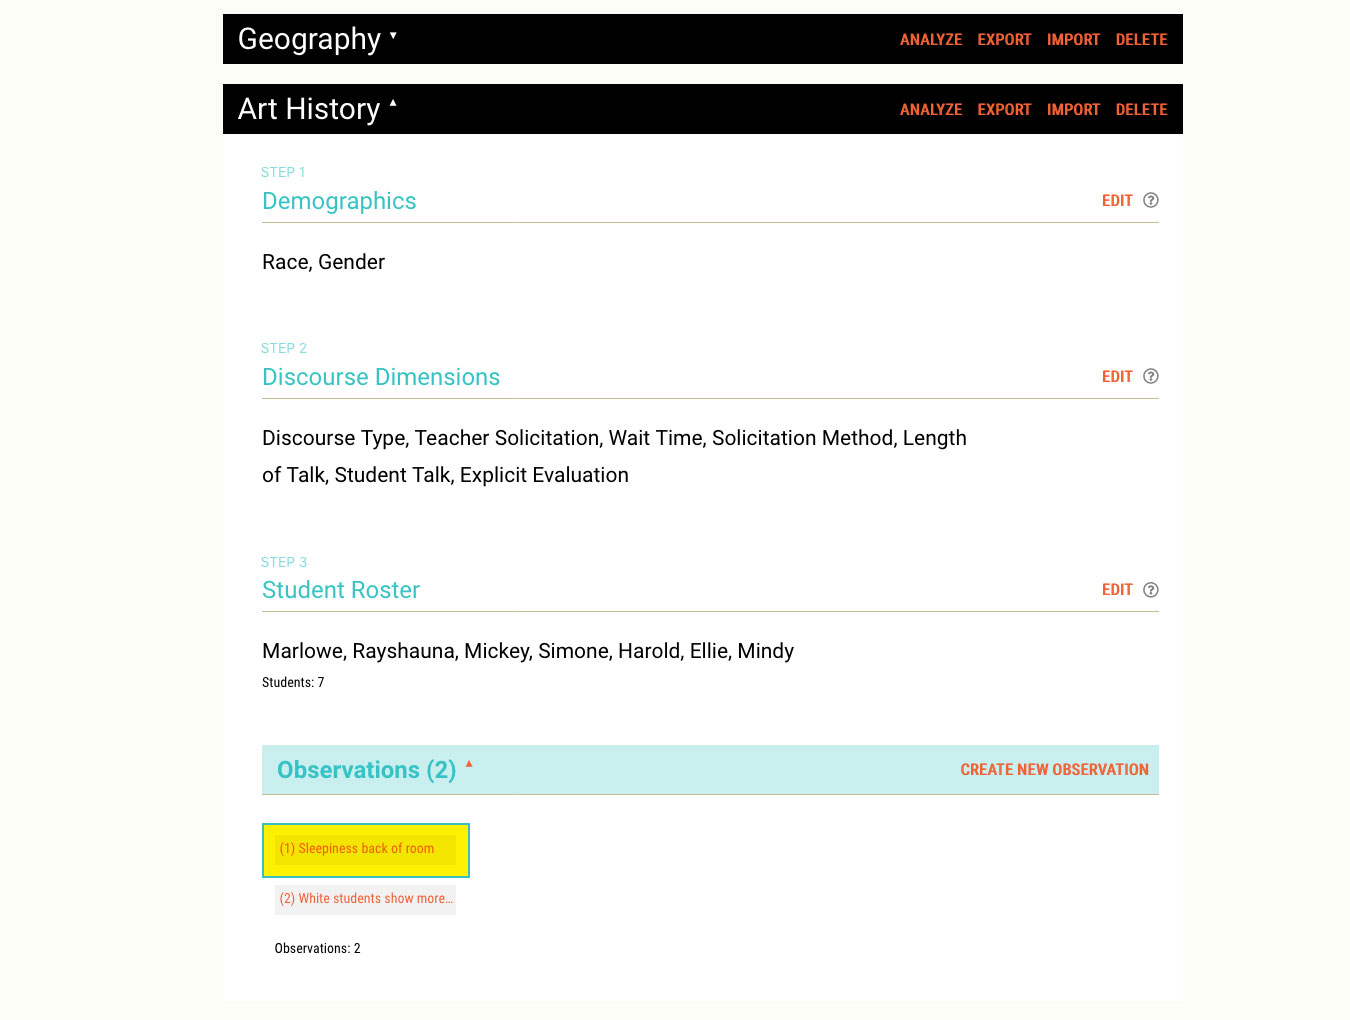 Geography ▼ ANALYZE EXPORT IMPORT DELETE
Art History ▲ ANALYZE EXPORT IMPORT DELETE
STEP 1
Demographics EDIT ?
Race, Gender
STEP 2
Discourse Dimensions EDIT ?
Discourse Type, Teacher Solicitation, Wait Time, Solicitation Method, Length
of Talk, Student Talk, Explicit Evaluation
STEP 3
Student Roster EDIT ?
Marlowe, Rayshauna, Mickey, Simone, Harold, Ellie, Mindy
Students: 7
Observations (2) ▲ CREATE NEW OBSERVATION
(1) Sleepiness back of room
(2) White students show more...
Observations: 2